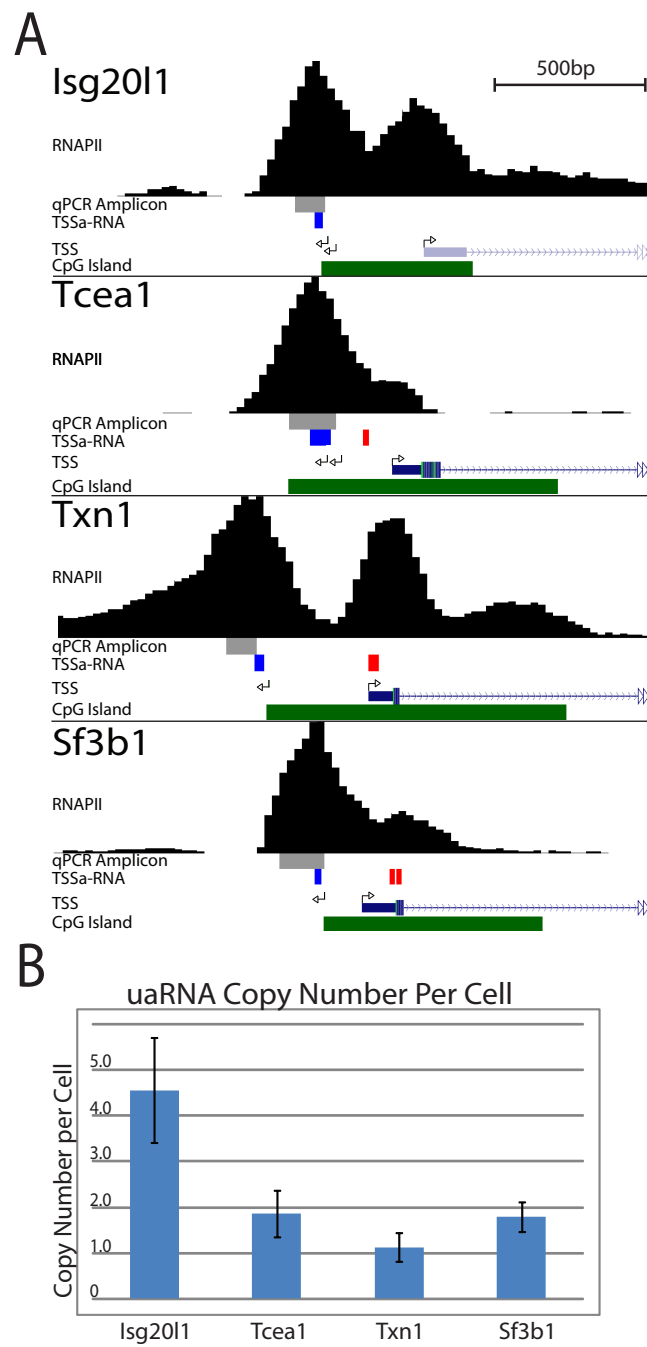 A
Isg20l1
500bp
RNAPII
qPCR Amplicon
TSSa-RNA
TSS
CpG Island
Tcea1
RNAPII
qPCR Amplicon
TSSa-RNA
TSS
CpG Island
Txn1
RNAPII
qPCR Amplicon
TSSa-RNA
TSS
CpG Island
Sf3b1
RNAPII
qPCR Amplicon
TSSa-RNA
TSS
CpG Island
B
uaRNA Copy Number Per Cell
Copy Number per Cell
5.0
4.0
3.0
2.0
1.0
0
Isg20l1 Tcea1 Txn1 Sf3b1